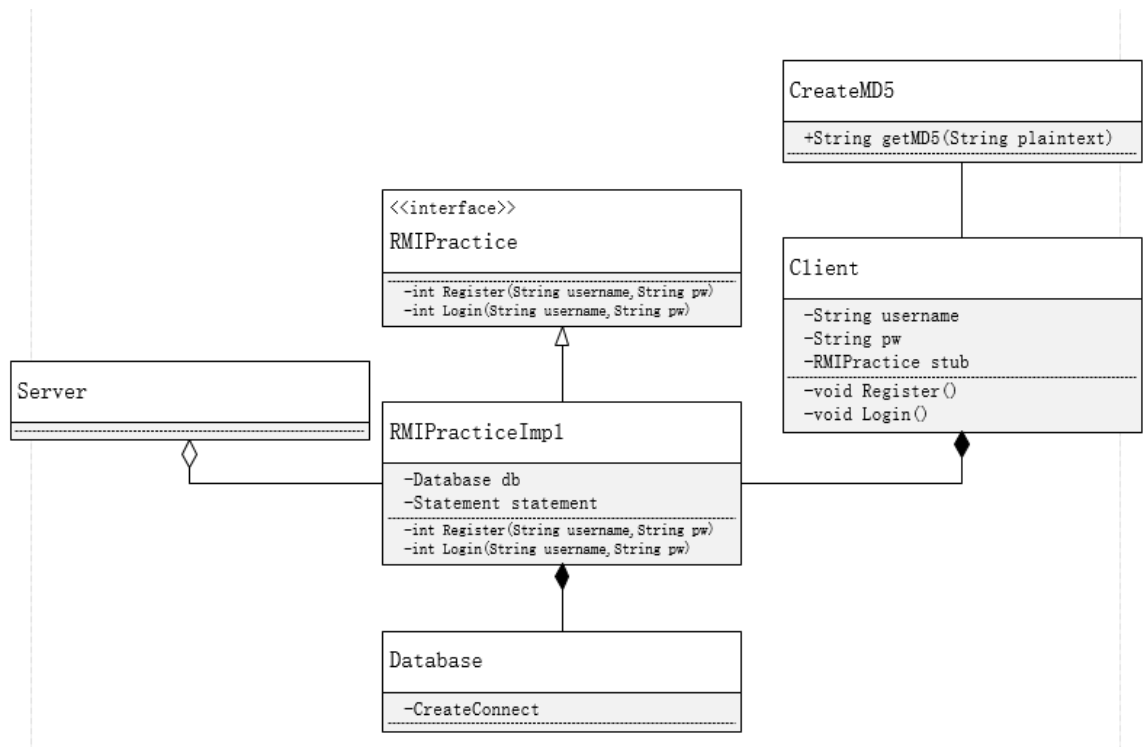 CreateMD5
+String getMD5(String plaintext)
<<interface>>
RMIPractice
-int Register(String username,String pw)
-int Login(String username,String pw)
Client
-String username
-String pw
-RMIPractice stub
-void Register()
-void Login()
Server
RMIPracticeImpl
-Database db
-Statement statement
-int Register(String username,String pw)
-int Login(String username,String pw)
Database
-CreateConnect